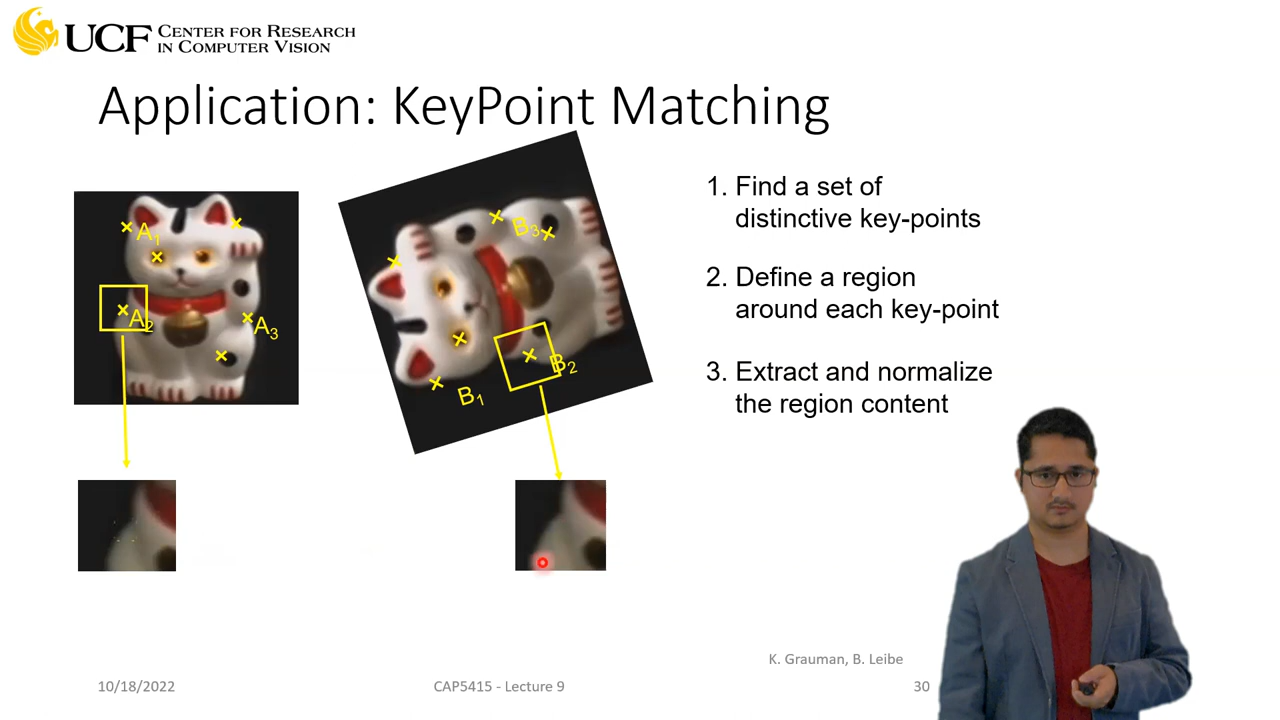 UCF CENTER FOR RESEARCH
IN COMPUTER VISION
Application: KeyPoint Matching
A1
A2
A3
B3
B2
B1
1. Find a set of
distinctive key-points
2. Define a region
around each key-point
3. Extract and normalize
the region content
K. Grauman, B. Leibe
10/18/2022
CAP5415 - Lecture 9
30